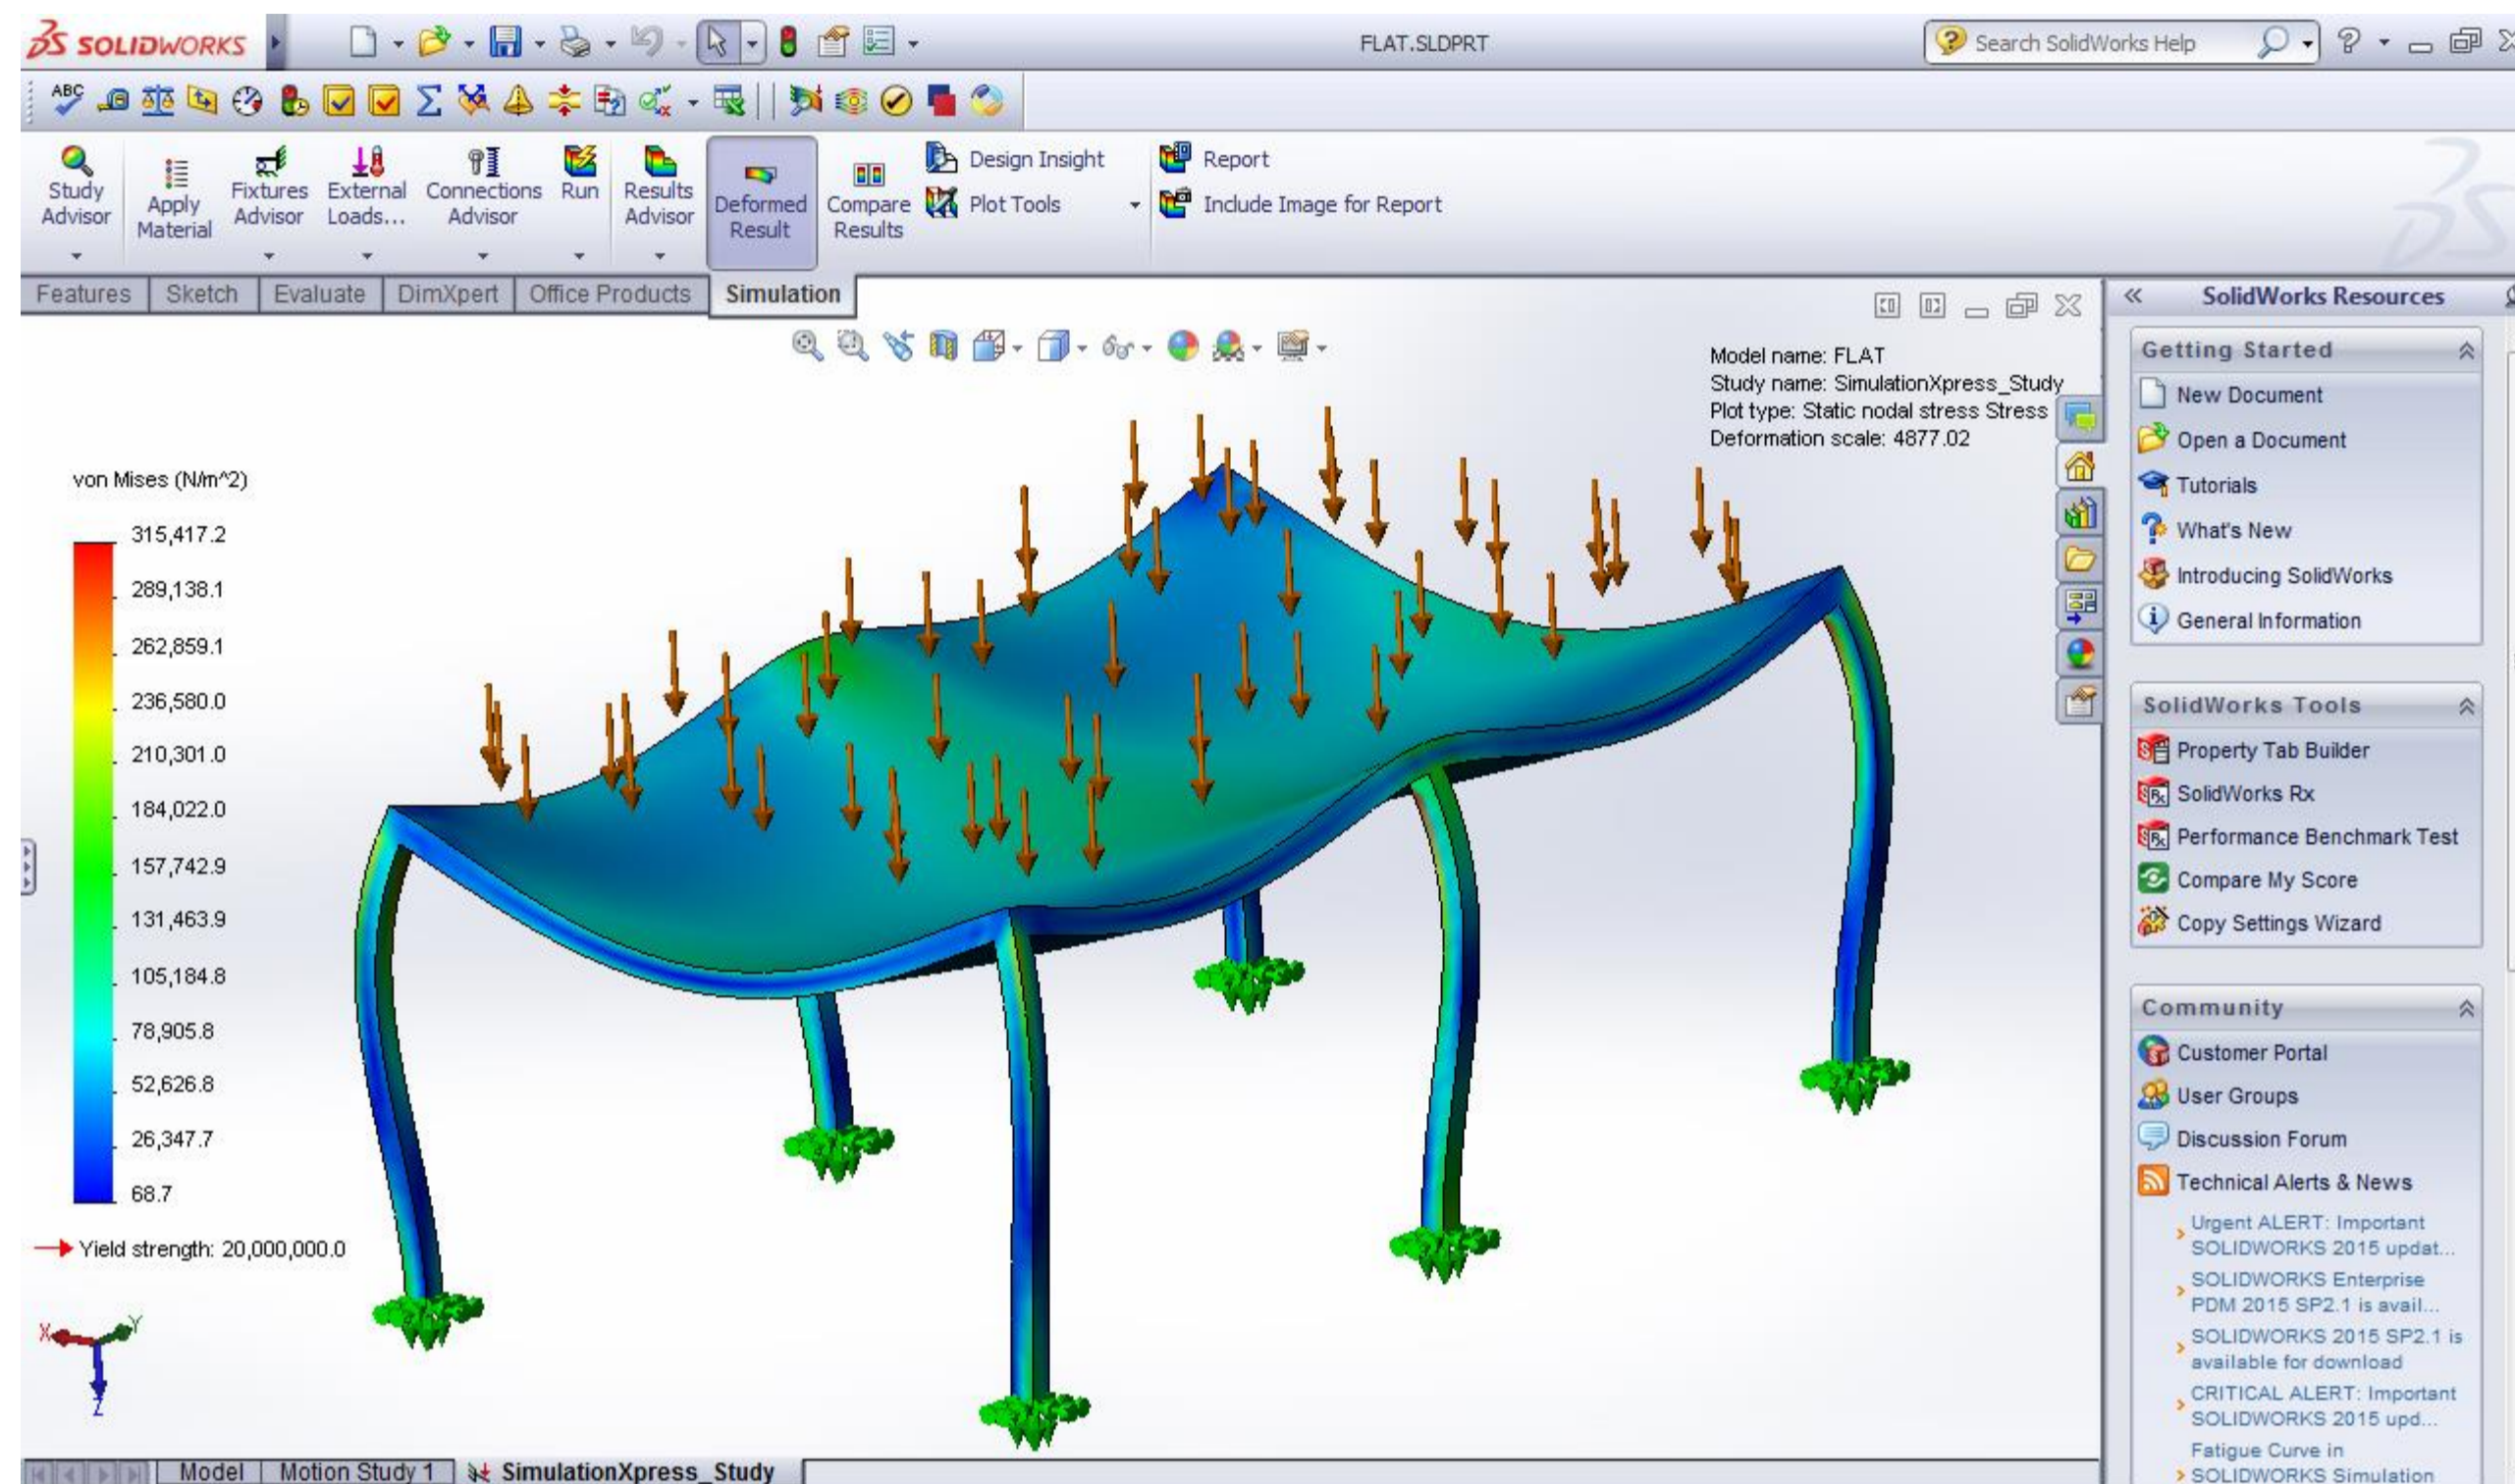 SOLIDWORKS
FLAT.SLDPRT
Search SolidWorks Help
ABC
Study Advisor
Apply Material
Fixtures Advisor
External Loads...
Connections Advisor
Run
Results Advisor
Deformed Result
Compare Results
Design Insight
Plot Tools
Report
Include Image for Report
Features
Sketch
Evaluate
DimXpert
Office Products
Simulation
Model name: FLAT
Study name: SimulationXpress_Study
Plot type: Static nodal stress Stress
Deformation scale: 4877.02
von Mises (N/m^2)
315,417.2
289,138.1
262,859.1
236,580.0
210,301.0
184,022.0
157,742.9
131,463.9
105,184.8
78,905.8
52,626.8
26,347.7
68.7
Yield strength: 20,000,000.0
X
Y
Z
SolidWorks Resources
Getting Started
New Document
Open a Document
Tutorials
What's New
Introducing SolidWorks
General Information
SolidWorks Tools
Property Tab Builder
SolidWorks Rx
Performance Benchmark Test
Compare My Score
Copy Settings Wizard
Community
Customer Portal
User Groups
Discussion Forum
Technical Alerts & News
Urgent ALERT: Important
SOLIDWORKS 2015 updat...
SOLIDWORKS Enterprise
PDM 2015 SP2.1 is avail...
SOLIDWORKS 2015 SP2.1 is
available for download
CRITICAL ALERT: Important
SOLIDWORKS 2015 upd...
Fatigue Curve in
SOLIDWORKS Simulation
Model
Motion Study 1
SimulationXpress_Study